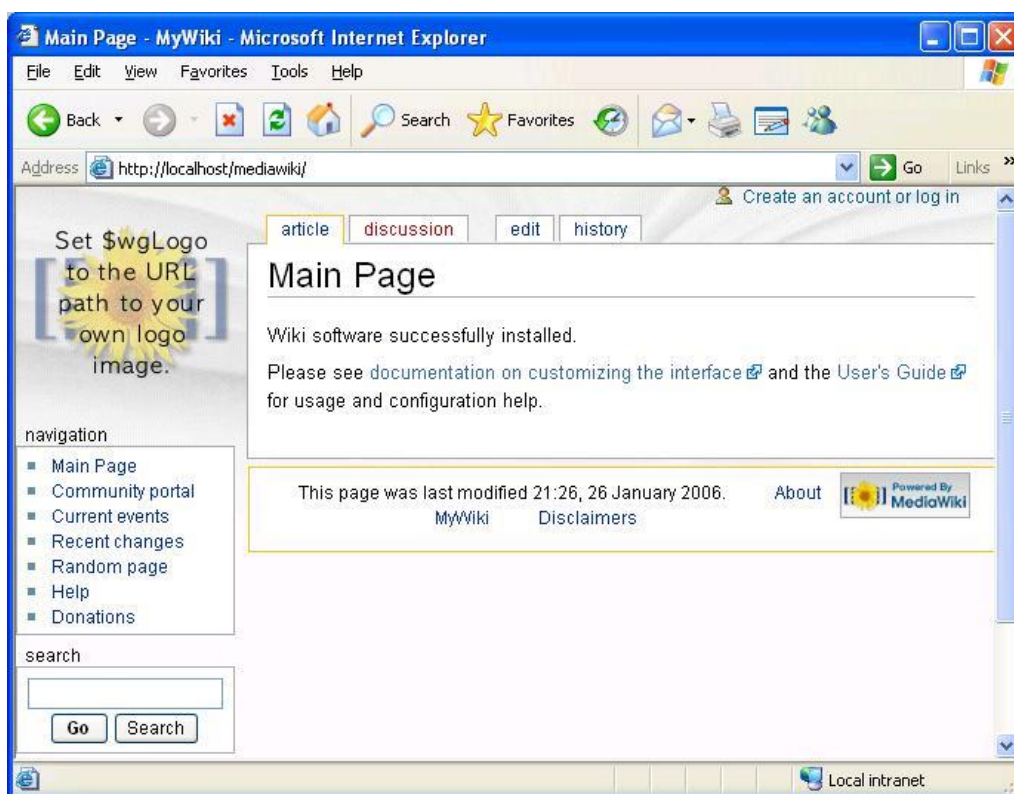 Main Page - MyWiki - Microsoft Internet Explorer
File Edit View Favorites Tools Help
Back Search Favorites
Address http://localhost/mediawiki/ Go Links »
Create an account or log in
article discussion edit history
Set $wgLogo
to the URL
path to your
own logo
image.
Main Page
Wiki software successfully installed.
Please see documentation on customizing the interface and the User's Guide
for usage and configuration help.
navigation
Main Page
Community portal
Current events
Recent changes
Random page
Help
Donations
This page was last modified 21:26, 26 January 2006. About
MyWiki Disclaimers
Powered By
MediaWiki
search
Go Search
Local intranet